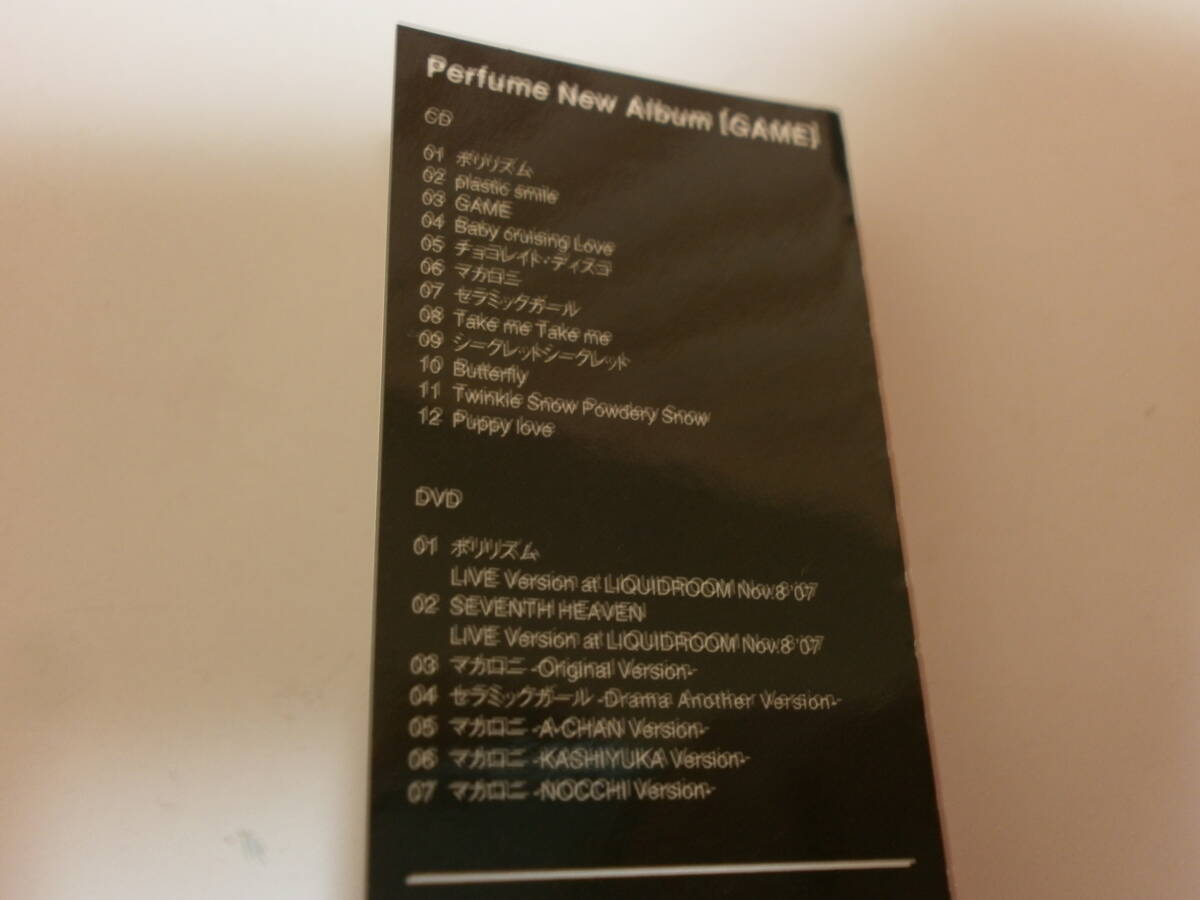 Perfume New Album [GAME]
CD
01 ポリリズム
02 plastic smile
03 GAME
04 Baby cruising Love
05 チョコレイト・ディスコ
06 マカロニ
07 セラミックガール
08 Take me Take me
09 シークレットシークレット
10 Butterfly
11 Twinkle Snow Powdery Snow
12 Puppy love
DVD
01 ポリリズム
LIVE Version at LIQUIDROOM Nov.8 '07
02 SEVENTH HEAVEN
LIVE Version at LIQUIDROOM Nov.8 '07
03 マカロニ -Original Version-
04 セラミックガール -Drama Another Version-
05 マカロニ -A-CHAN Version-
06 マカロニ -KASHIYUKA Version-
07 マカロニ -NOCCHI Version-